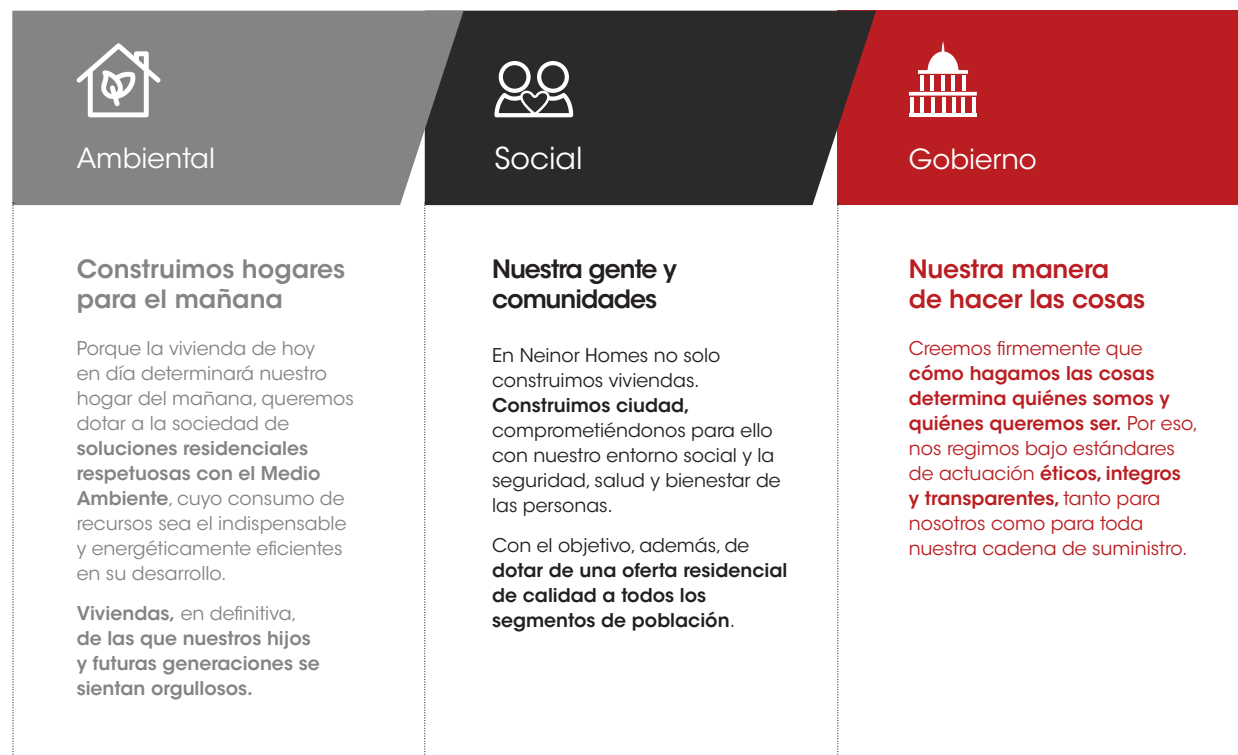 Ambiental
Construimos hogares
para el mañana
Porque la vivienda de hoy
en día determinará nuestro
hogar del mañana, queremos
dotar a la sociedad de
soluciones residenciales
respetuosas con el Medio
Ambiente, cuyo consumo de
recursos sea el indispensable
y energéticamente eficientes
en su desarrollo.
Viviendas, en definitiva,
de las que nuestros hijos
y futuras generaciones se
sientan orgullosos.
Social
Nuestra gente y
comunidades
En Neinor Homes no solo
construimos viviendas.
Construimos ciudad,
comprometiéndonos para ello
con nuestro entorno social y la
seguridad, salud y bienestar de
las personas.
Con el objetivo, además, de
dotar de una oferta residencial
de calidad a todos los
segmentos de población.
Gobierno
Nuestra manera
de hacer las cosas
Creemos firmemente que
cómo hagamos las cosas
determina quiénes somos y
quiénes queremos ser. Por eso,
nos regimos bajo estándares
de actuación éticos, integros
y transparentes, tanto para
nosotros como para toda
nuestra cadena de suministro.